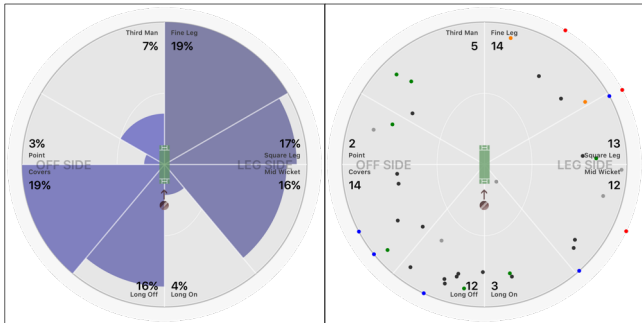 Third Man
7%
Fine Leg
19%
3%
Point
OFF SIDE
Covers
19%
17%
Square Leg
LEG SIDE
Mid Wicket
16%
16%
Long Off
4%
Long On
Third Man
5
Fine Leg
14
2
Point
OFF SIDE
Covers
14
13
Square Leg
LEG SIDE
Mid Wicket
12
12
Long Off
3
Long On